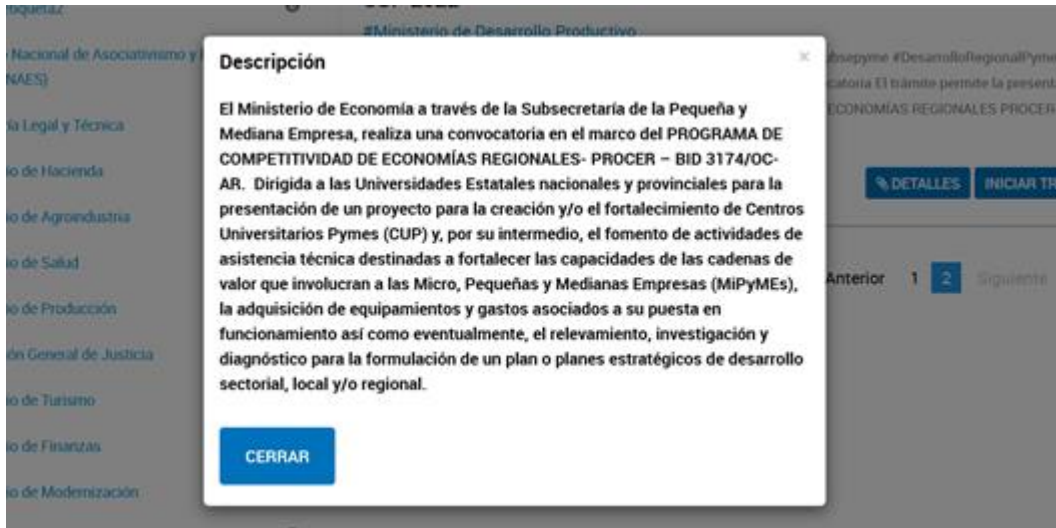 #Ministerio de Desarrollo Productivo
Nacional de Asociativismo y
Legal y Técnica
de Hacienda
de Agroindustria
de Salud
de Producción
General de Justicia
de Turismo
de Finanzas
de Modernización
Descripción
×
El Ministerio de Economía a través de la Subsecretaría de la Pequeña y
Mediana Empresa, realiza una convocatoria en el marco del PROGRAMA DE
COMPETITIVIDAD DE ECONOMÍAS REGIONALES- PROCER – BID 3174/OC-
AR. Dirigida a las Universidades Estatales nacionales y provinciales para la
presentación de un proyecto para la creación y/o el fortalecimiento de Centros
Universitarios Pymes (CUP) y, por su intermedio, el fomento de actividades de
asistencia técnica destinadas a fortalecer las capacidades de las cadenas de
valor que involucran a las Micro, Pequeñas y Medianas Empresas (MiPyMEs),
la adquisición de equipamientos y gastos asociados a su puesta en
funcionamiento así como eventualmente, el relevamiento, investigación y
diagnóstico para la formulación de un plan o planes estratégicos de desarrollo
sectorial, local y/o regional.
CERRAR
#DesarrolloRegionalPyme
El trámite permite la
ECONOMÍAS REGIONALES PROCER
DETALLES INICIAR
Anterior 1 2 Siguiente